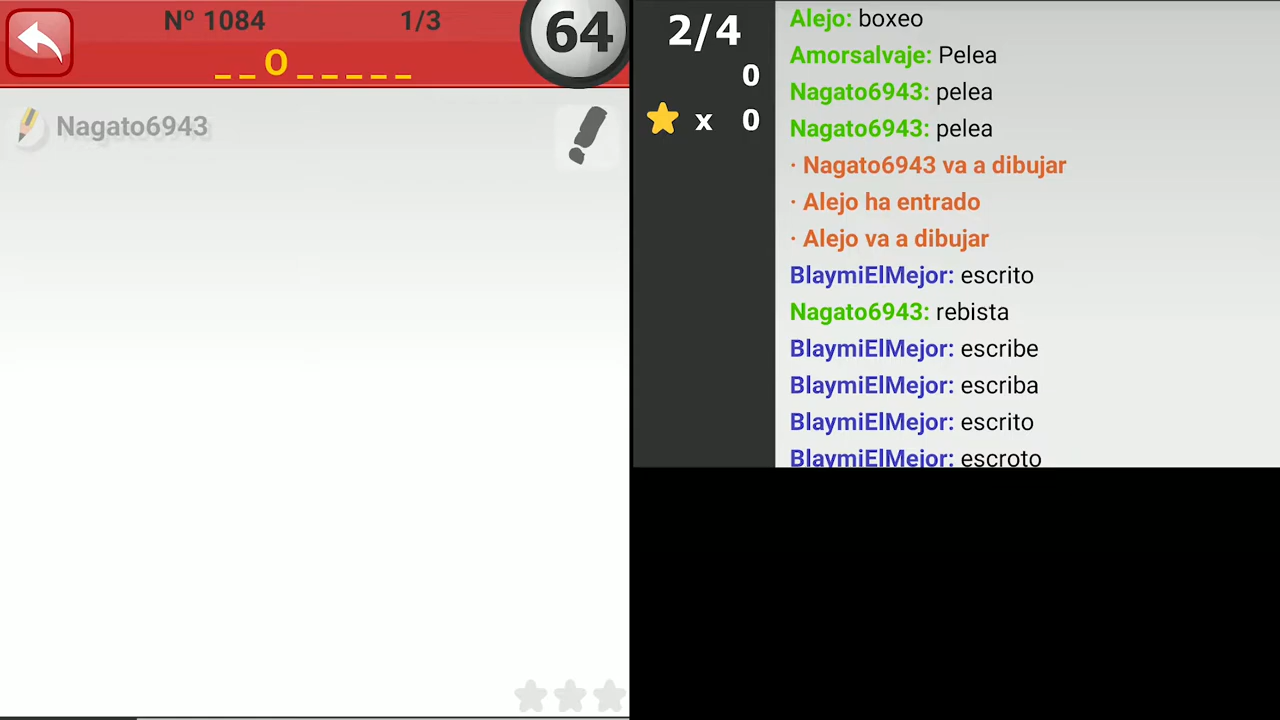 Nº 1084 1/3
64
_ _ O _ _ _ _ _
Nagato6943
2/4
0
x 0
Alejo: boxeo
Amorsalvaje: Pelea
Nagato6943: pelea
Nagato6943: pelea
· Nagato6943 va a dibujar
· Alejo ha entrado
· Alejo va a dibujar
BlaymiElMejor: escrito
Nagato6943: rebista
BlaymiElMejor: escribe
BlaymiElMejor: escriba
BlaymiElMejor: escrito
BlaymiElMejor: escroto